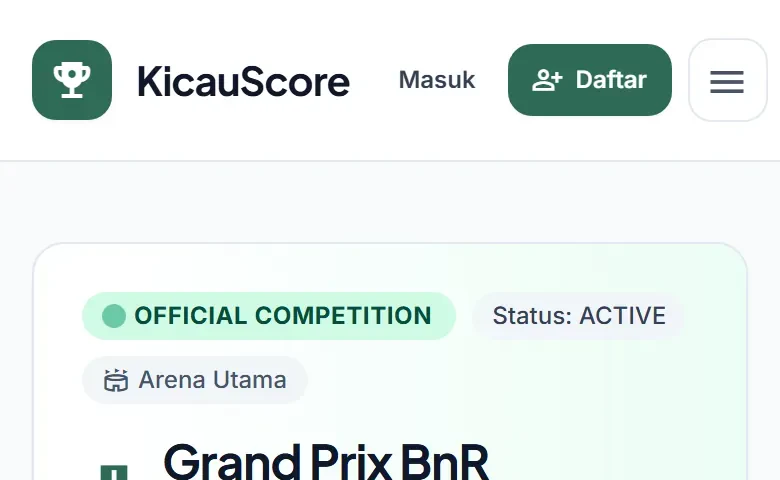 KicauScore
Masuk
Daftar
OFFICIAL COMPETITION
Status: ACTIVE
Arena Utama
Grand Prix BnR